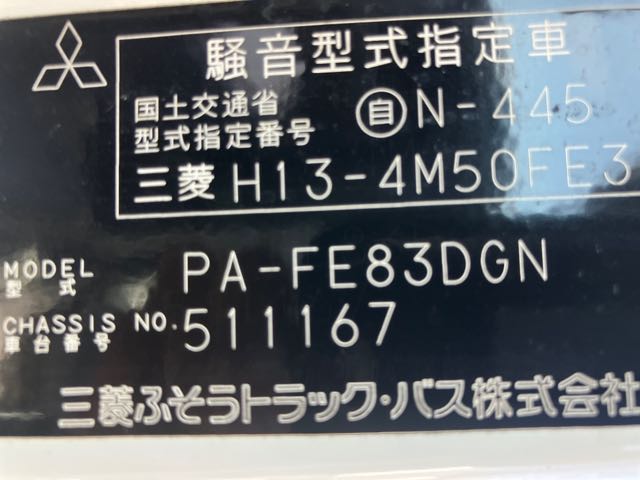 騒音型式指定車
国土交通省
型式指定番号 自N-445
三菱 H13-4M50FE3
MODEL
型式 PA-FE83DGN
CHASSIS NO.
車台番号 511167
三菱ふそうトラック・バス株式会社